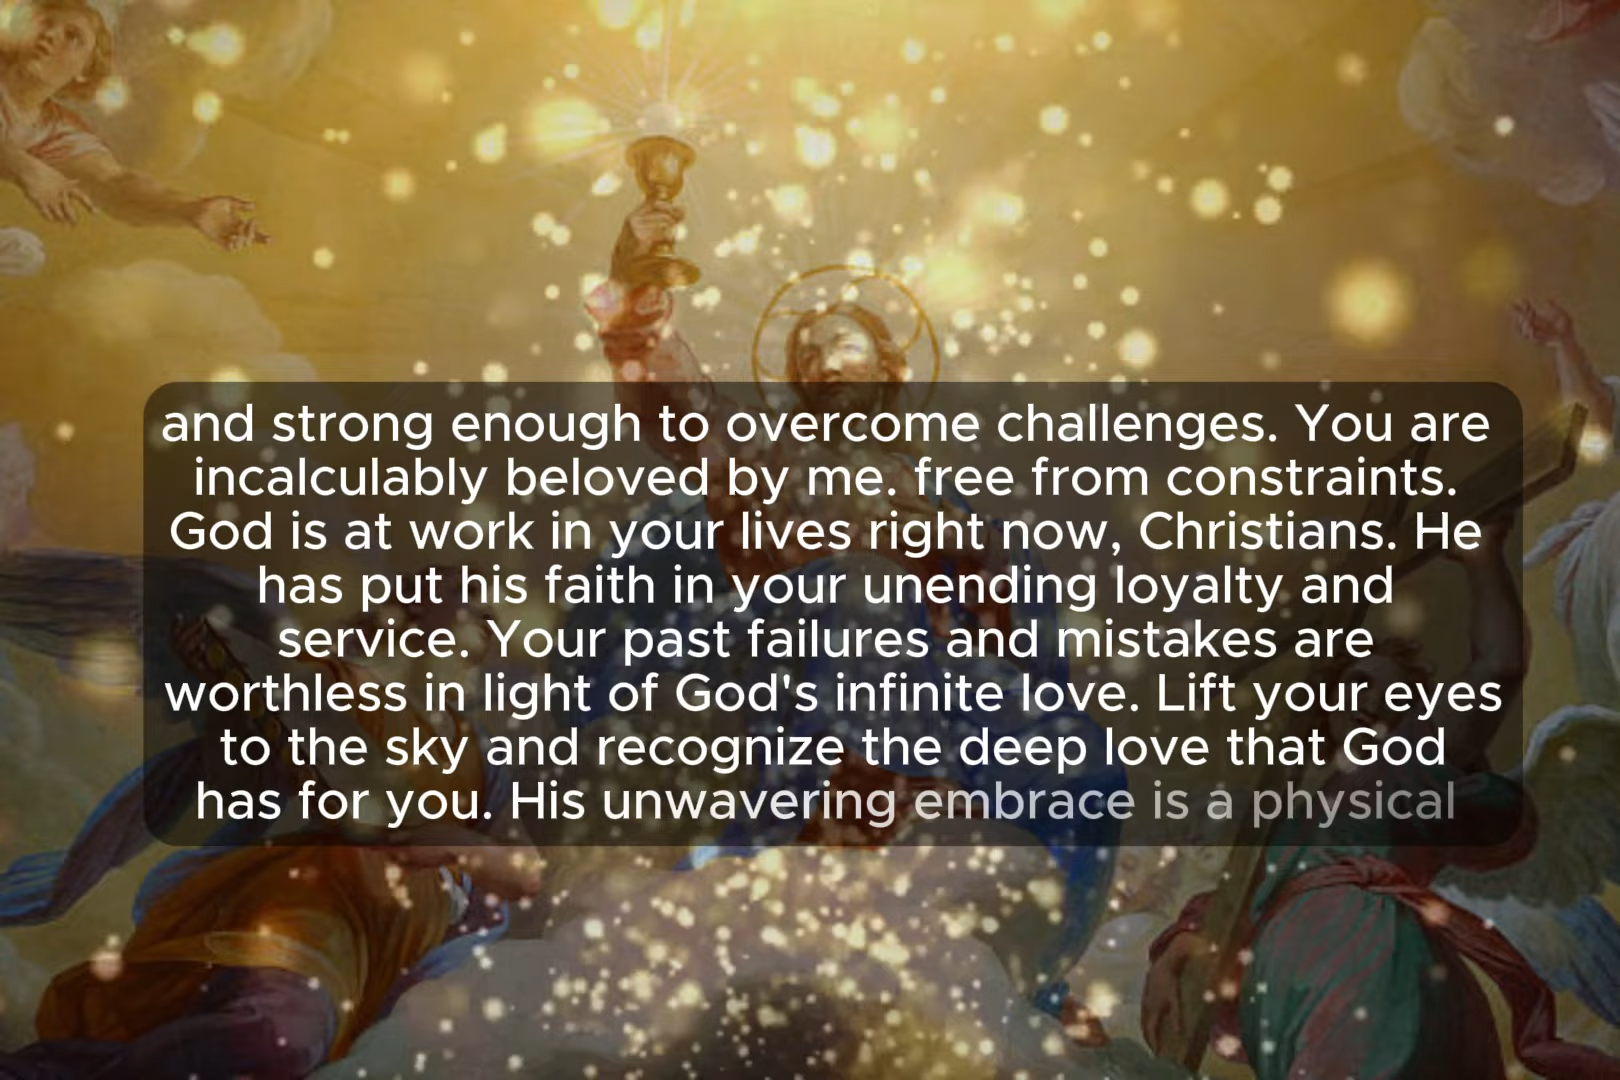 and strong enough to overcome challenges. You are
incalculably beloved by me. free from constraints.
God is at work in your lives right now, Christians. He
has put his faith in your unending loyalty and
service. Your past failures and mistakes are
worthless in light of God's infinite love. Lift your eyes
to the sky and recognize the deep love that God
has for you. His unwavering embrace is a physical